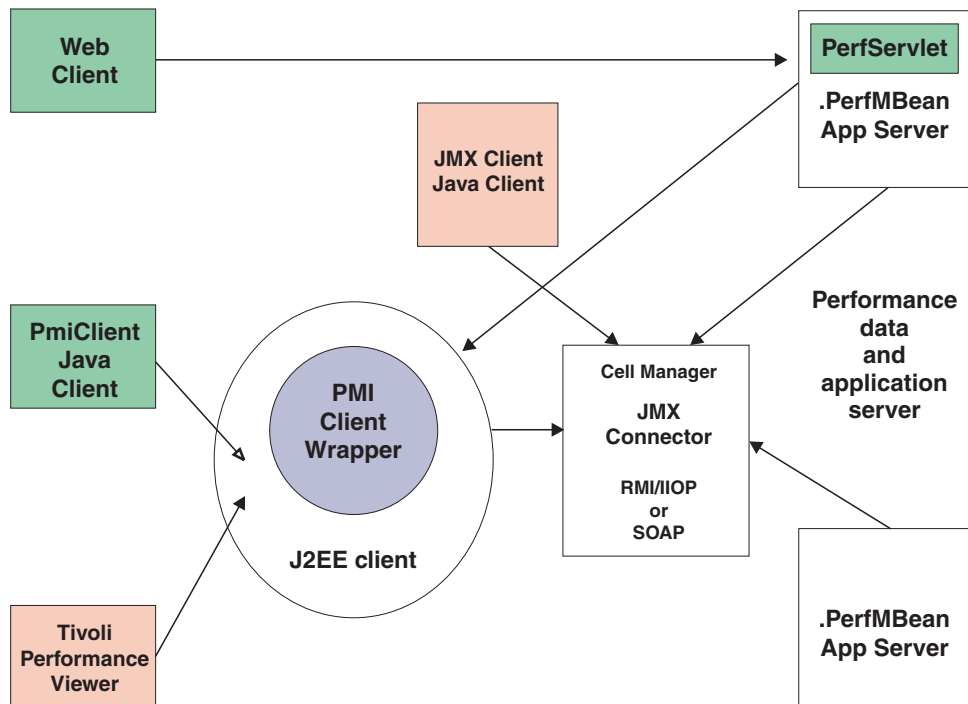 Web
Client
PerfServlet
.PerfMBean
App Server
JMX Client
Java Client
PmiClient
Java
Client
PMI
Client
Wrapper
J2EE client
Cell Manager
JMX
Connector
RMI/IIOP
or
SOAP
Performance
data
and
application
server
Tivoli
Performance
Viewer
.PerfMBean
App Server